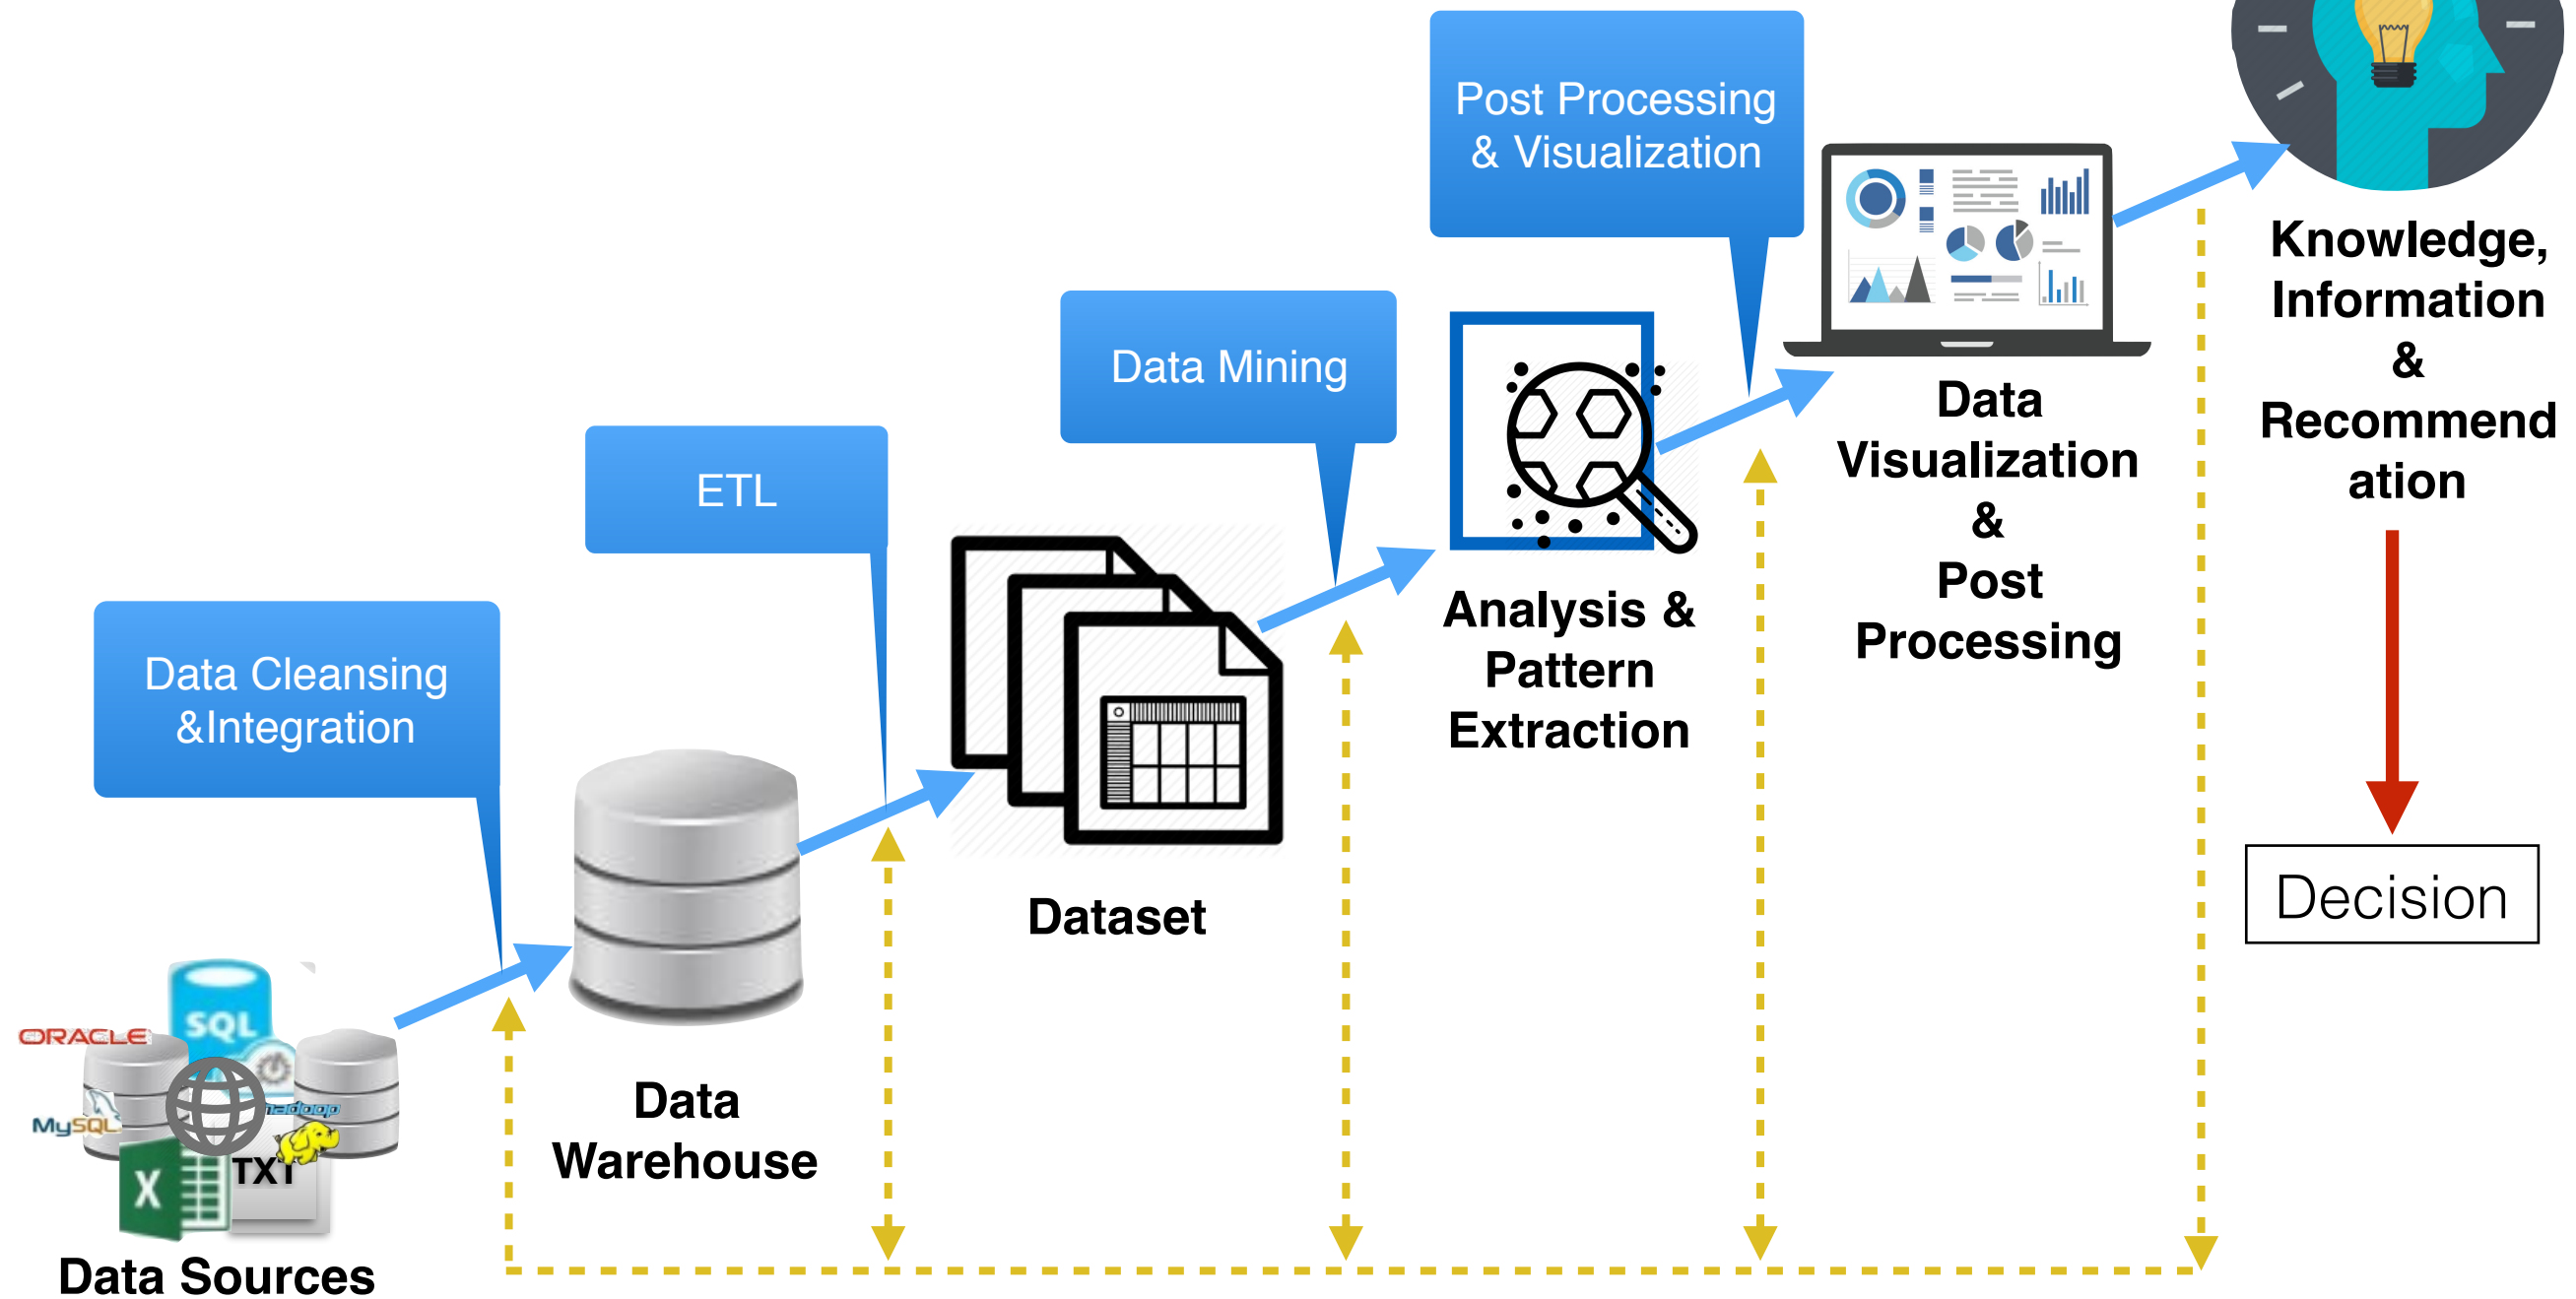 Post Processing
& Visualization
Knowledge,
Information
&
Recommend
ation
Data Mining
Data
Visualization
&
Post
Processing
ETL
Analysis &
Pattern
Extraction
Data Cleansing
&Integration
Dataset
Decision
SQL
ORACLE
MySQL
hadoop
X
TXT
Data
Warehouse
Data Sources